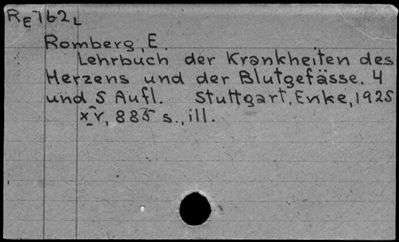 RE762L
Romberg, E.
Lehrbuch der Krankheiten des
Herzens und der Blutgefässe. 4
und 5 Aufl. Stuttgart, Enke, 1925
xv, 885 s., ill.